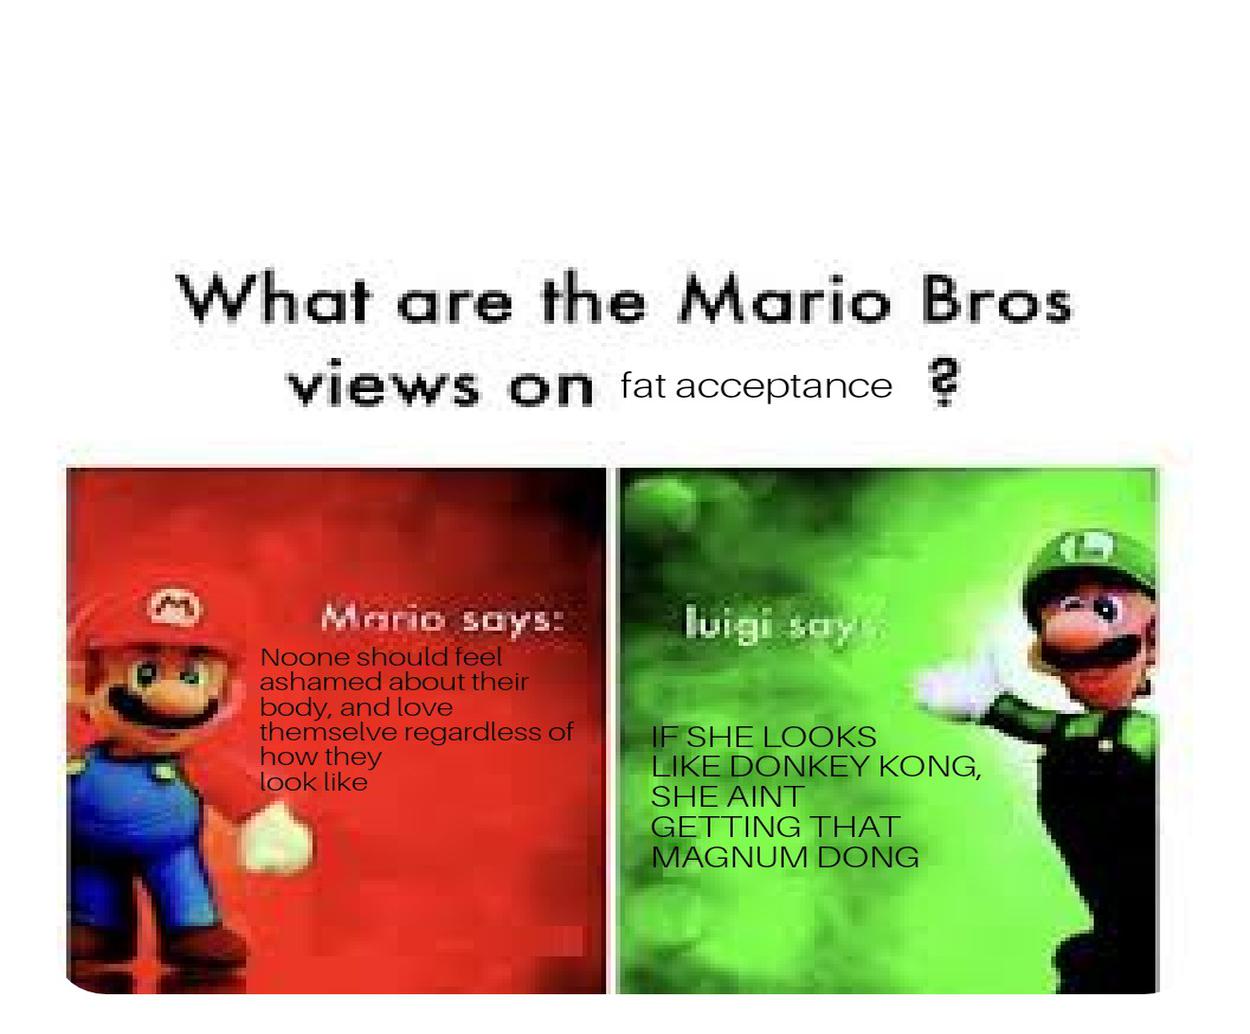 What are the Mario Bros
views on fat acceptance ?
Mario says:
Noone should feel
ashamed about their
body, and love
themselve regardless of
how they
look like
luigi says:
IF SHE LOOKS
LIKE DONKEY KONG,
SHE AINT
GETTING THAT
MAGNUM DONG